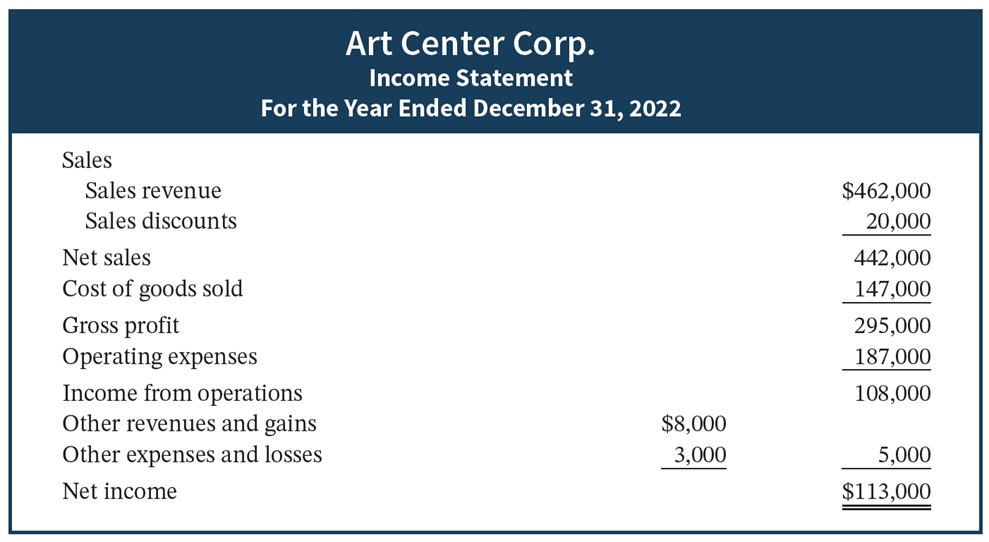 Art Center Corp.
Income Statement
For the Year Ended December 31, 2022
Sales
Sales revenue $462,000
Sales discounts 20,000
Net sales 442,000
Cost of goods sold 147,000
Gross profit 295,000
Operating expenses 187,000
Income from operations 108,000
Other revenues and gains $8,000
Other expenses and losses 3,000 5,000
Net income $113,000